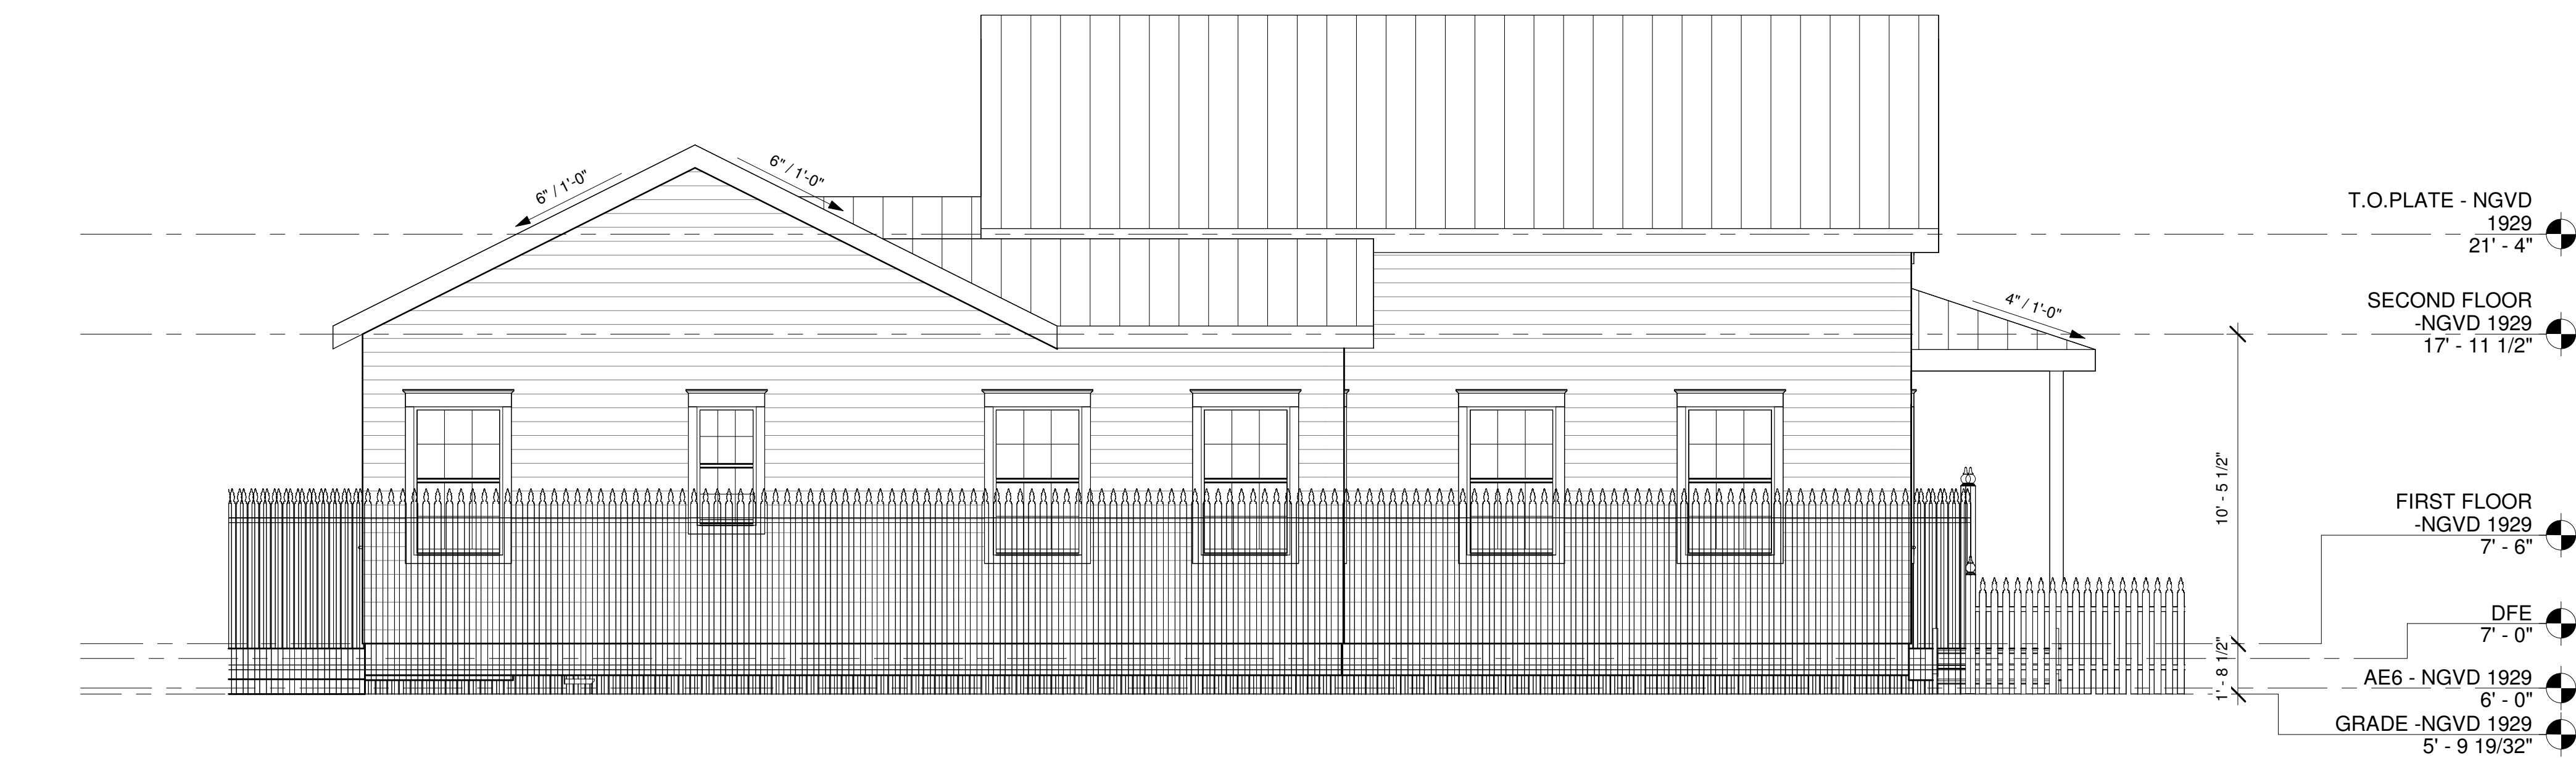 6" / 1'-0"
6" / 1'-0"
4" / 1'-0"
T.O.PLATE - NGVD
1929
21' - 4"
SECOND FLOOR
-NGVD 1929
17' - 11 1/2"
10' - 5 1/2"
FIRST FLOOR
-NGVD 1929
7' - 6"
DFE
7' - 0"
1' - 8 1/2"
AE6 - NGVD 1929
6' - 0"
GRADE -NGVD 1929
5' - 9 19/32"